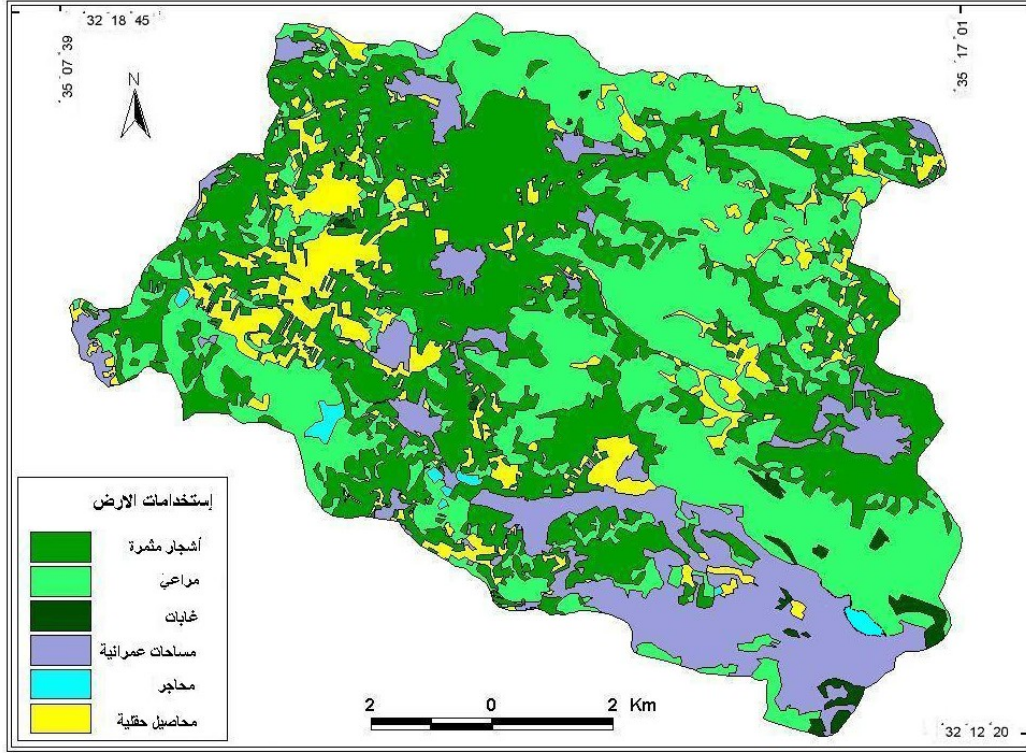 32 18 45
35 07 39
35 17 01
N
إستخدامات الارض
أشجار مثمرة
مراعي
غابات
مساحات عمرانية
محاجر
محاصيل حقلية
2 0 2 Km
32 12 20